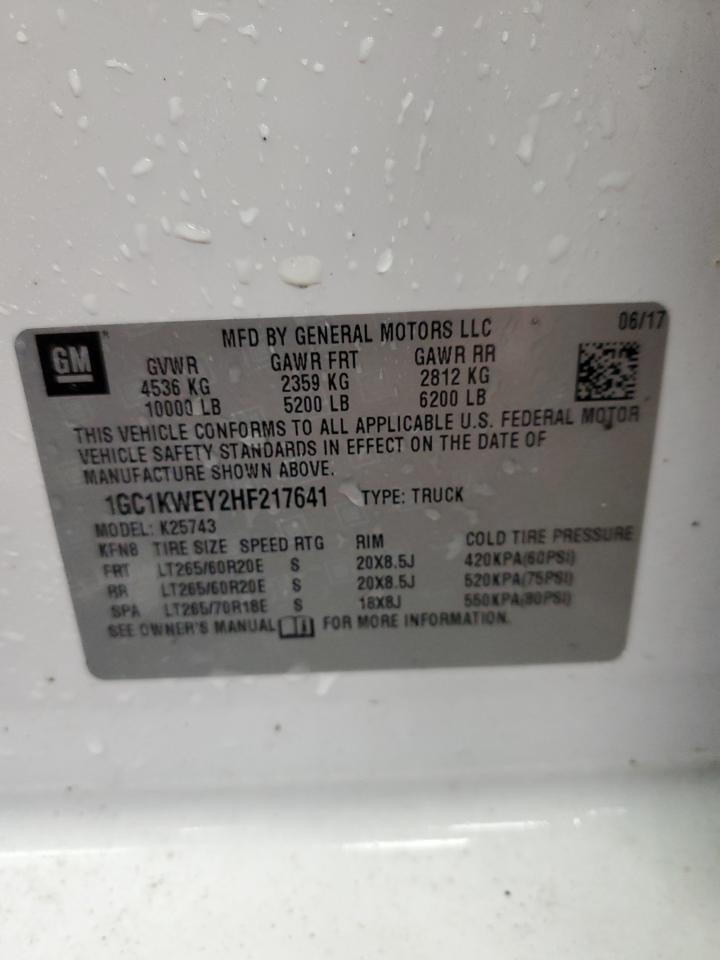 GM
MFD BY GENERAL MOTORS LLC 06/17
GVWR GAWR FRT GAWR RR
4536 KG 2359 KG 2812 KG
10000 LB 5200 LB 6200 LB
THIS VEHICLE CONFORMS TO ALL APPLICABLE U.S. FEDERAL MOTOR
VEHICLE SAFETY STANDARDS IN EFFECT ON THE DATE OF
MANUFACTURE SHOWN ABOVE.
1GC1KWEY2HF217641 TYPE: TRUCK
MODEL: K25743
KFNB TIRE SIZE SPEED RTG RIM COLD TIRE PRESSURE
FRT LT265/60R20E S 20X8.5J 420KPA(60PSI)
RR LT265/60R20E S 20X8.5J 520KPA(75PSI)
SPA LT265/70R18E S 18X8J 550KPA(80PSI)
SEE OWNER'S MANUAL FOR MORE INFORMATION.